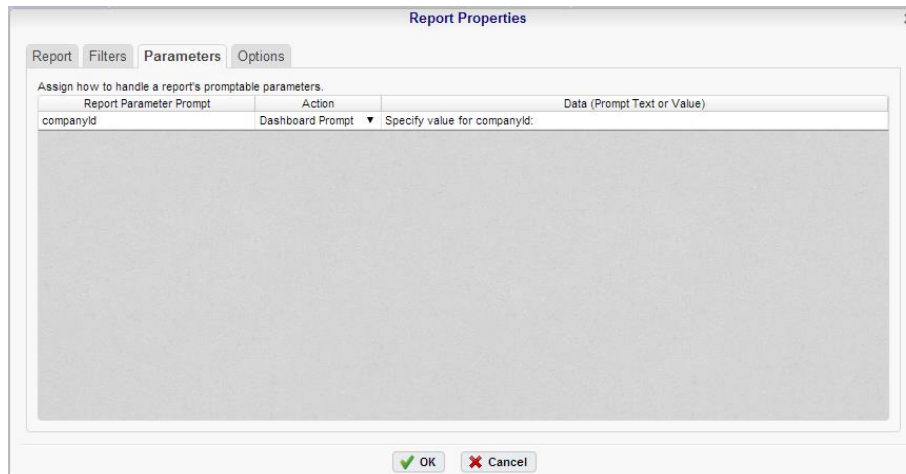 Report Properties
Report Filters Parameters Options
Assign how to handle a report's promptable parameters.
Report Parameter Prompt Action Data (Prompt Text or Value)
companyId Dashboard Prompt ▼ Specify value for companyId:
OK Cancel